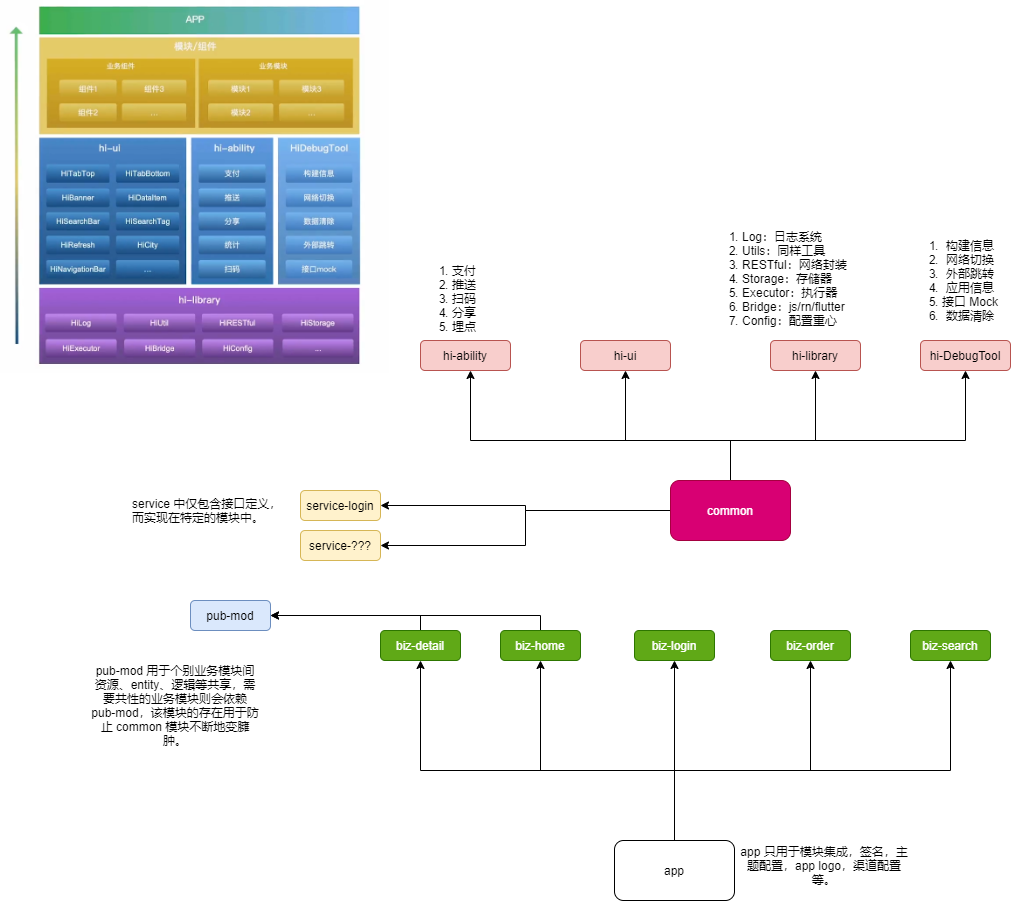 APP
模块/组件
业务组件
业务模块
组件1
组件3
模块1
模块3
组件2
...
模块2
...
hi-ui
hi-ability
HiDebugTool
HiTabTop
HiTabBottom
支付
构建信息
HiBanner
HiDataItem
推送
网络切换
HiSearchBar
HiSearchTag
分享
数据清除
HiRefresh
HiCity
统计
外部跳转
HiNavigationBar
...
扫码
接口mock
hi-library
HiLog
HiUtil
HiRESTful
HiStorage
HiExecutor
HiBridge
HiConfig
...
1. 支付
2. 推送
3. 扫码
4. 分享
5. 埋点
1. Log：日志系统
2. Utils：同样工具
3. RESTful：网络封装
4. Storage：存储器
5. Executor：执行器
6. Bridge：js/rn/flutter
7. Config：配置重心
1. 构建信息
2. 网络切换
3. 外部跳转
4. 应用信息
5. 接口 Mock
6. 数据清除
hi-ability
hi-ui
hi-library
hi-DebugTool
common
service 中仅包含接口定义，
而实现在特定的模块中。
service-login
service-???
pub-mod
biz-detail
biz-home
biz-login
biz-order
biz-search
pub-mod 用于个别业务模块间
资源、entity、逻辑等共享，需
要共性的业务模块则会依赖
pub-mod，该模块的存在用于防
止 common 模块不断地变臃
肿。
app
app 只用于模块集成，签名，主
题配置，app logo，渠道配置
等。